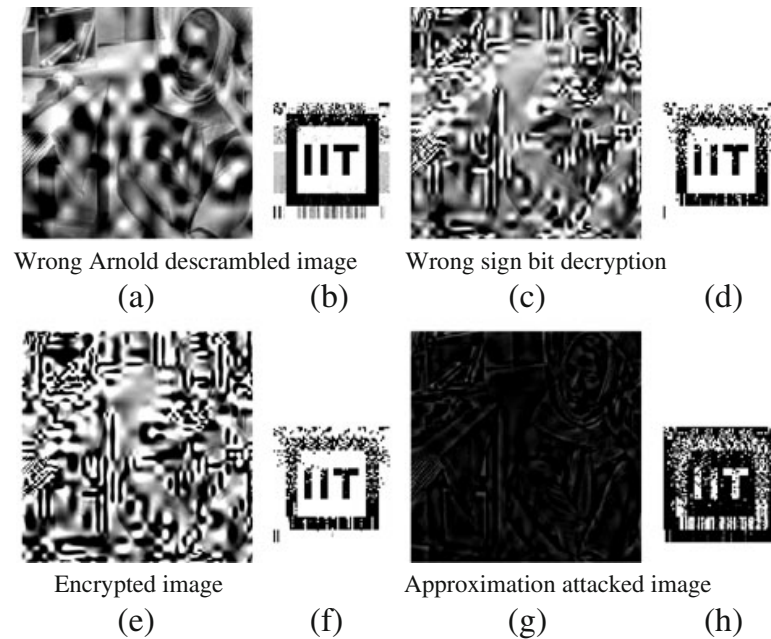 IIT
IIT
Wrong Arnold descrambled image
Wrong sign bit decryption
(a)
(b)
(c)
(d)
IIT
IIT
Encrypted image
Approximation attacked image
(e)
(f)
(g)
(h)